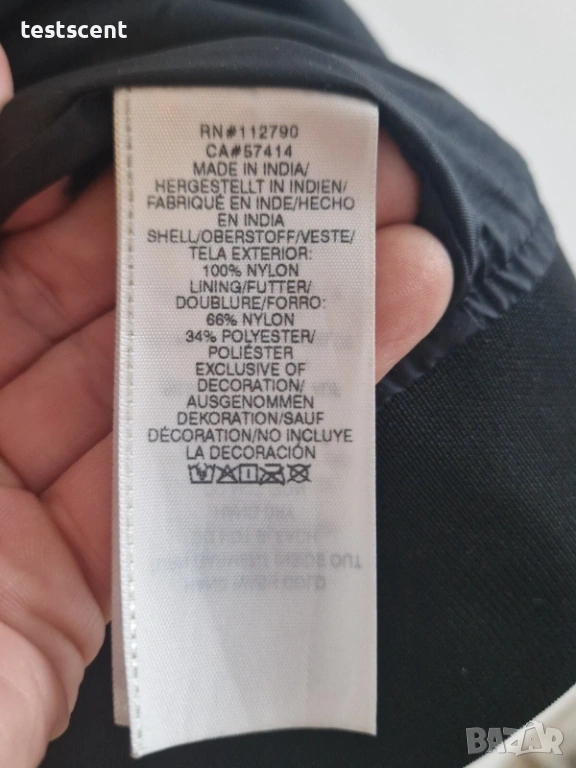 testscent
RN#112790
CA#57414
MADE IN INDIA/
HERGESTELLT IN INDIEN/
FABRIQUÉ EN INDE/HECHO
EN INDIA
SHELL/OBERSTOFF/VESTE/
TELA EXTERIOR:
100% NYLON
LINING/FUTTER/
DOUBLURE/FORRO:
66% NYLON
34% POLYESTER/
POLIÉSTER
EXCLUSIVE OF
DECORATION/
AUSGENOMMEN
DEKORATION/SAUF
DÉCORATION/NO INCLUYE
LA DECORACIÓN
BAZAR